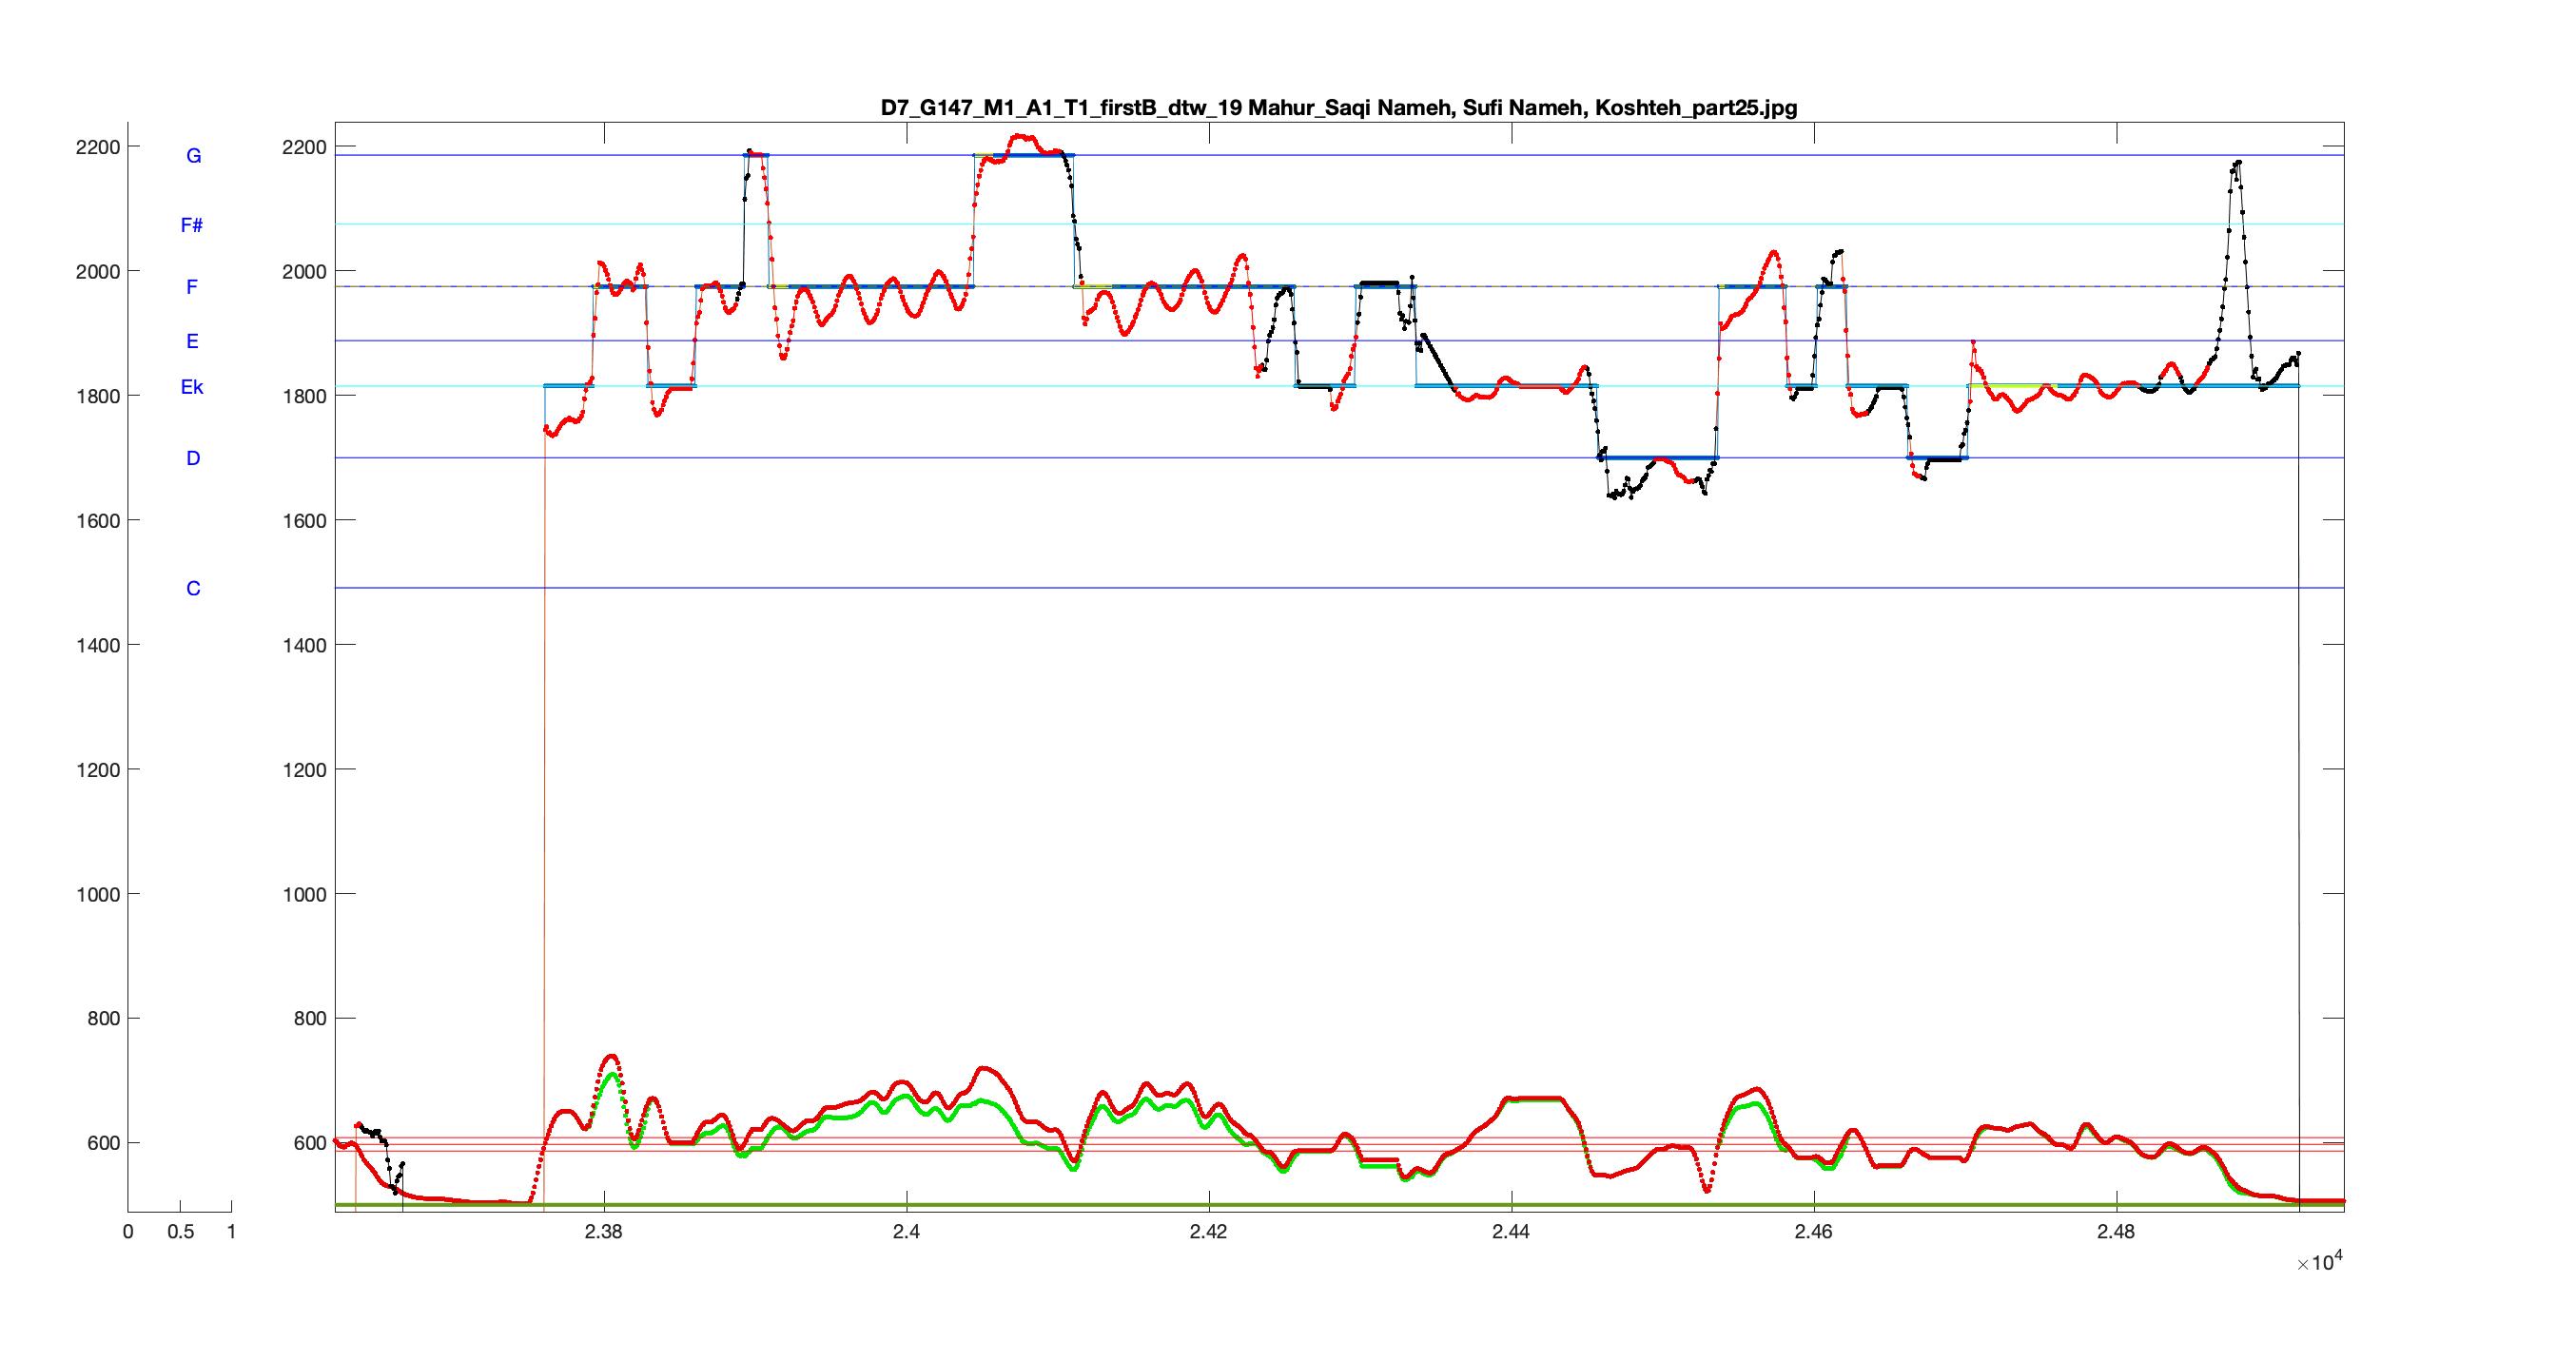 D7_G147_M1_A1_T1_firstB_dtw_19 Mahur_Saqi Nameh, Sufi Nameh, Koshteh_part25.jpg
2200 G 2200
F#
2000 F 2000
E
1800 Ek 1800
D
1600 1600
C
1400 1400
1200 1200
1000 1000
800 800
600 600
0 0.5 1 2.38 2.4 2.42 2.44 2.46 2.48
×10⁴